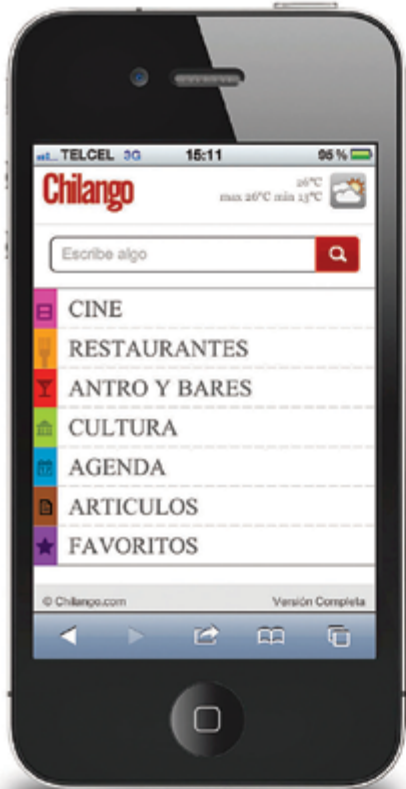 TELCEL 3G 15:11 95 %
Chilango
26°C
max 26°C min 13°C
Escribe algo
CINE
RESTAURANTES
ANTRO Y BARES
CULTURA
AGENDA
ARTICULOS
FAVORITOS
© Chilango.com Versión Completa